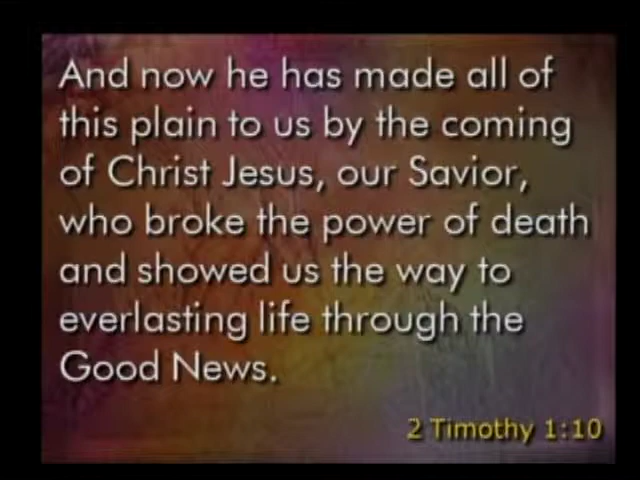 And now he has made all of
this plain to us by the coming
of Christ Jesus, our Savior,
who broke the power of death
and showed us the way to
everlasting life through the
Good News.
2 Timothy 1:10